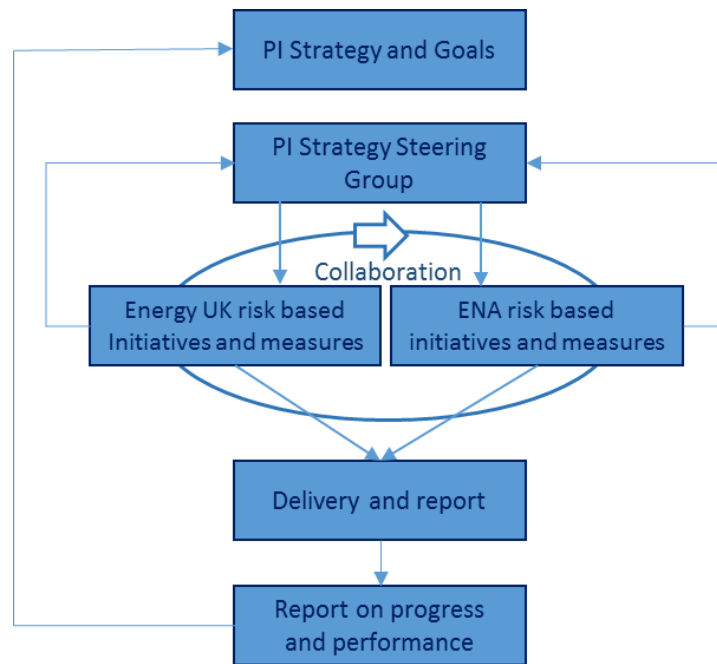 PI Strategy and Goals
PI Strategy Steering
Group
Collaboration
Energy UK risk based
Initiatives and measures
ENA risk based
initiatives and measures
Delivery and report
Report on progress
and performance